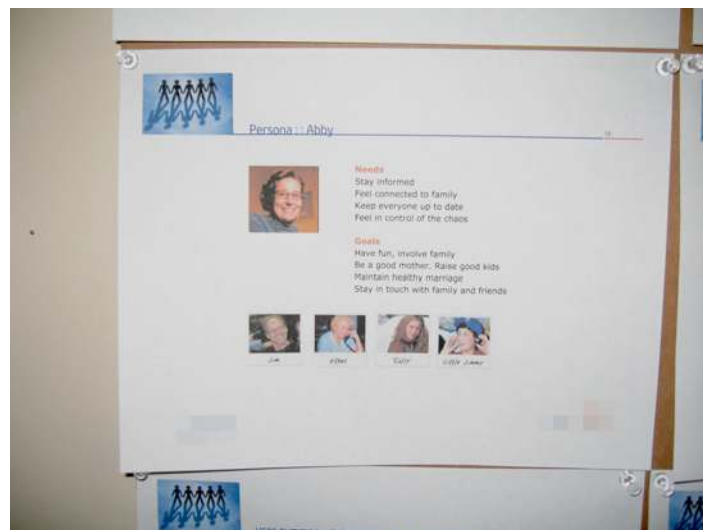 Persona :: Abby
Needs
Stay informed
Feel connected to family
Keep everyone up to date
Feel in control of the chaos
Goals
Have fun, involve family
Be a good mother. Raise good kids
Maintain healthy marriage
Stay in touch with family and friends
Jim
Ethel
Little Jimmy